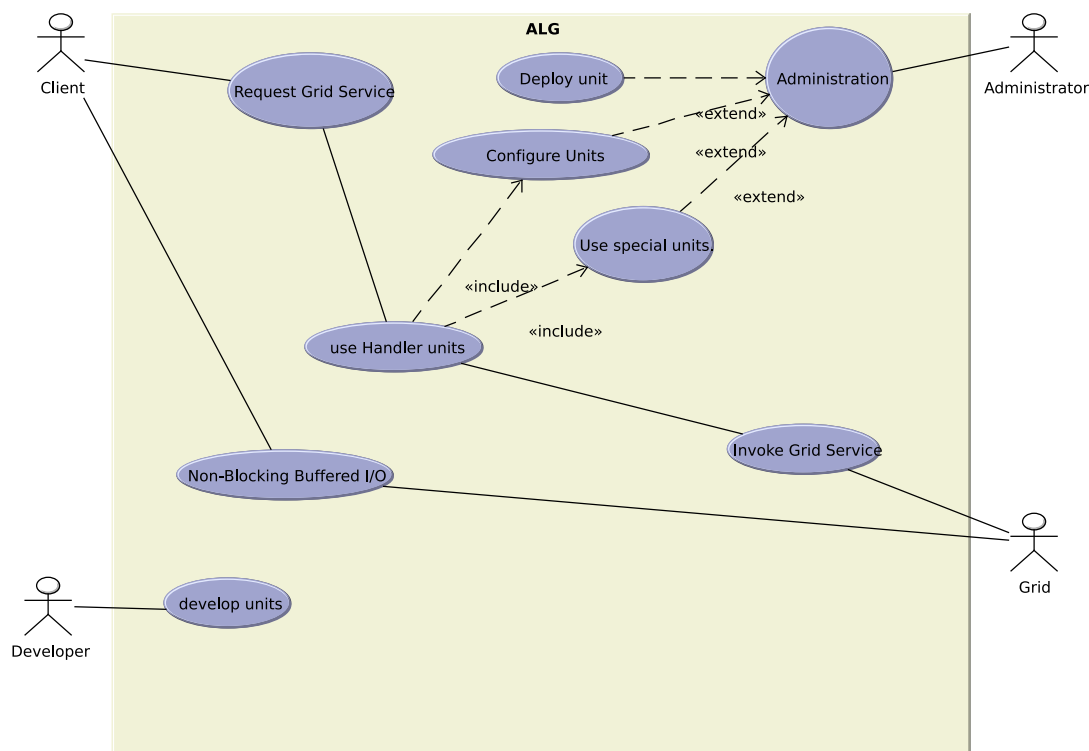 ALG
Client
Administrator
Request Grid Service
Deploy unit
Administration
«extend»
Configure Units
«extend»
«extend»
Use special units.
«include»
«include»
use Handler units
Invoke Grid Service
Non-Blocking Buffered I/O
Grid
develop units
Developer